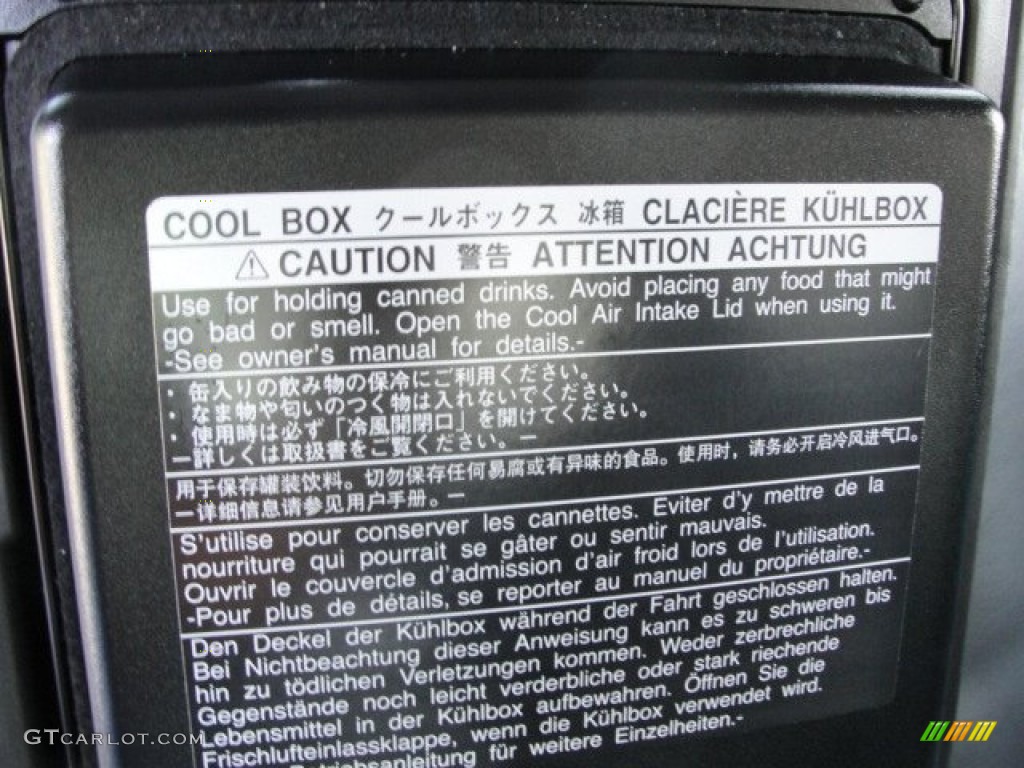 COOL BOX クールボックス 冰箱 CLACIÈRE KÜHLBOX
CAUTION 警告 ATTENTION ACHTUNG
Use for holding canned drinks. Avoid placing any food that might
go bad or smell. Open the Cool Air Intake Lid when using it.
-See owner's manual for details.-
・缶入りの飲み物の保冷にご利用ください。
・なま物や匂いのつく物は入れないでください。
・使用時は必ず「冷風開閉口」を開けてください。
ー詳しくは取扱書をご覧ください。ー
用于保存罐装饮料。切勿保存任何易腐或有异味的食品。使用时，请务必开启冷风进气口。
一详细信息请参见用户手册。一
S'utilise pour conserver les cannettes. Eviter d'y mettre de la
nourriture qui pourrait se gâter ou sentir mauvais.
Ouvrir le couvercle d'admission d'air froid lors de l'utilisation.
-Pour plus de détails, se reporter au manuel du propriétaire.-
Den Deckel der Kühlbox während der Fahrt geschlossen halten.
Bei Nichtbeachtung dieser Anweisung kann es zu schweren bis
hin zu tödlichen Verletzungen kommen. Weder zerbrechliche
Gegenstände noch leicht verderbliche oder stark riechende
Lebensmittel in der Kühlbox aufbewahren. Öffnen Sie die
Frischlufteinlassklappe, wenn die Kühlbox verwendet wird.
Betriebsanleitung für weitere Einzelheiten.-
GTCARLOT.COM